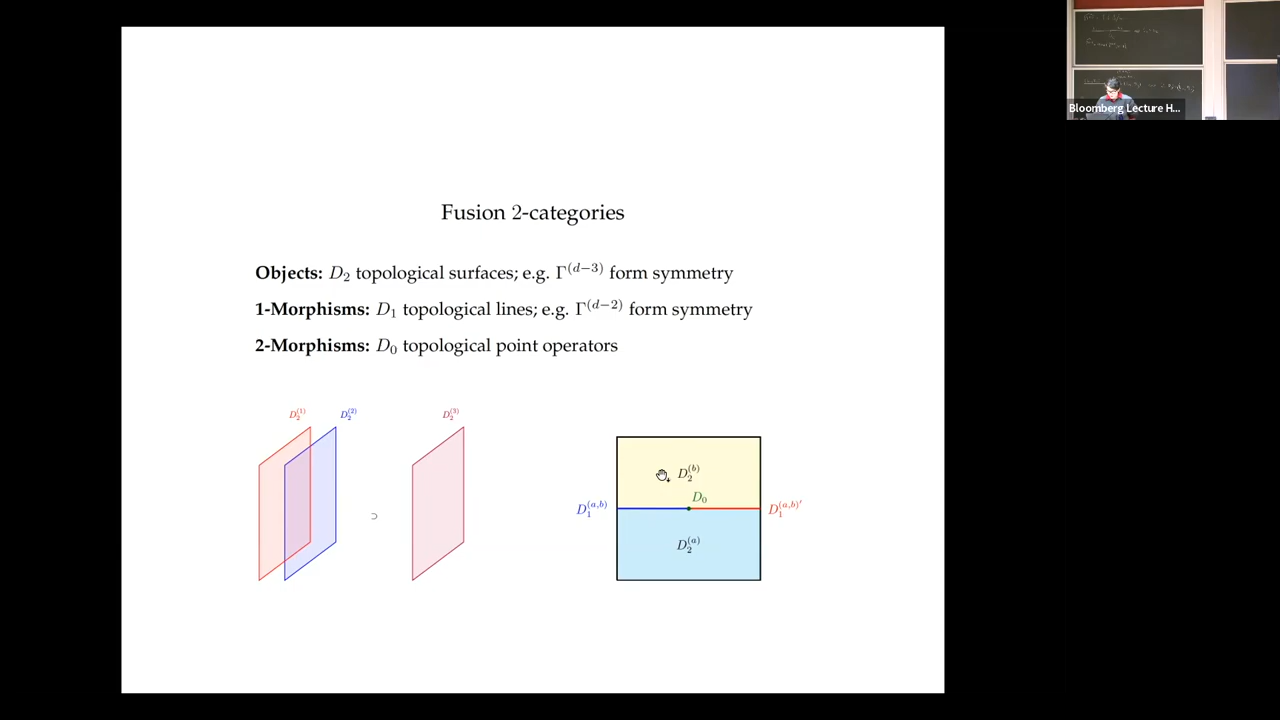 Bloomberg Lecture H...
Fusion 2-categories
Objects: D₂ topological surfaces; e.g. Γ^(d−3) form symmetry
1-Morphisms: D₁ topological lines; e.g. Γ^(d−2) form symmetry
2-Morphisms: D₀ topological point operators
D₂^(1) D₂^(2) D₂^(3)
⊃
D₂^(b)
D₀
D₁^(a,b) D₁^(a,b)′
D₂^(a)